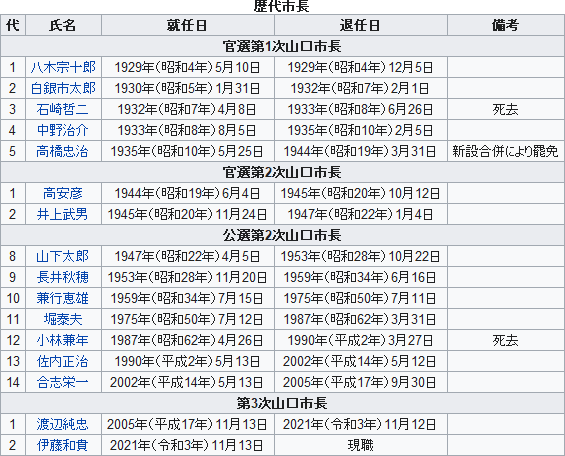 歴代市長
代 氏名 就任日 退任日 備考
官選第1次山口市長
1 八木宗十郎 1929年(昭和4年)5月10日 1929年(昭和4年)12月5日
2 白銀市太郎 1930年(昭和5年)1月31日 1932年(昭和7年)2月1日
3 石崎哲二 1932年(昭和7年)4月8日 1933年(昭和8年)6月26日 死去
4 中野治介 1933年(昭和8年)8月5日 1935年(昭和10年)2月5日
5 高橋忠治 1935年(昭和10年)5月25日 1944年(昭和19年)3月31日 新設合併により罷免
官選第2次山口市長
1 高安彦 1944年(昭和19年)6月4日 1945年(昭和20年)10月12日
2 井上武男 1945年(昭和20年)11月24日 1947年(昭和22年)1月4日
公選第2次山口市長
8 山下太郎 1947年(昭和22年)4月5日 1953年(昭和28年)10月22日
9 長井秋穂 1953年(昭和28年)11月20日 1959年(昭和34年)6月16日
10 兼行恵雄 1959年(昭和34年)7月15日 1975年(昭和50年)7月11日
11 堀泰夫 1975年(昭和50年)7月12日 1987年(昭和62年)3月31日
12 小林兼年 1987年(昭和62年)4月26日 1990年(平成2年)3月27日 死去
13 佐内正治 1990年(平成2年)5月13日 2002年(平成14年)5月12日
14 合志栄一 2002年(平成14年)5月13日 2005年(平成17年)9月30日
第3次山口市長
1 渡辺純忠 2005年(平成17年)11月13日 2021年(令和3年)11月12日
2 伊藤和貴 2021年(令和3年)11月13日 現職